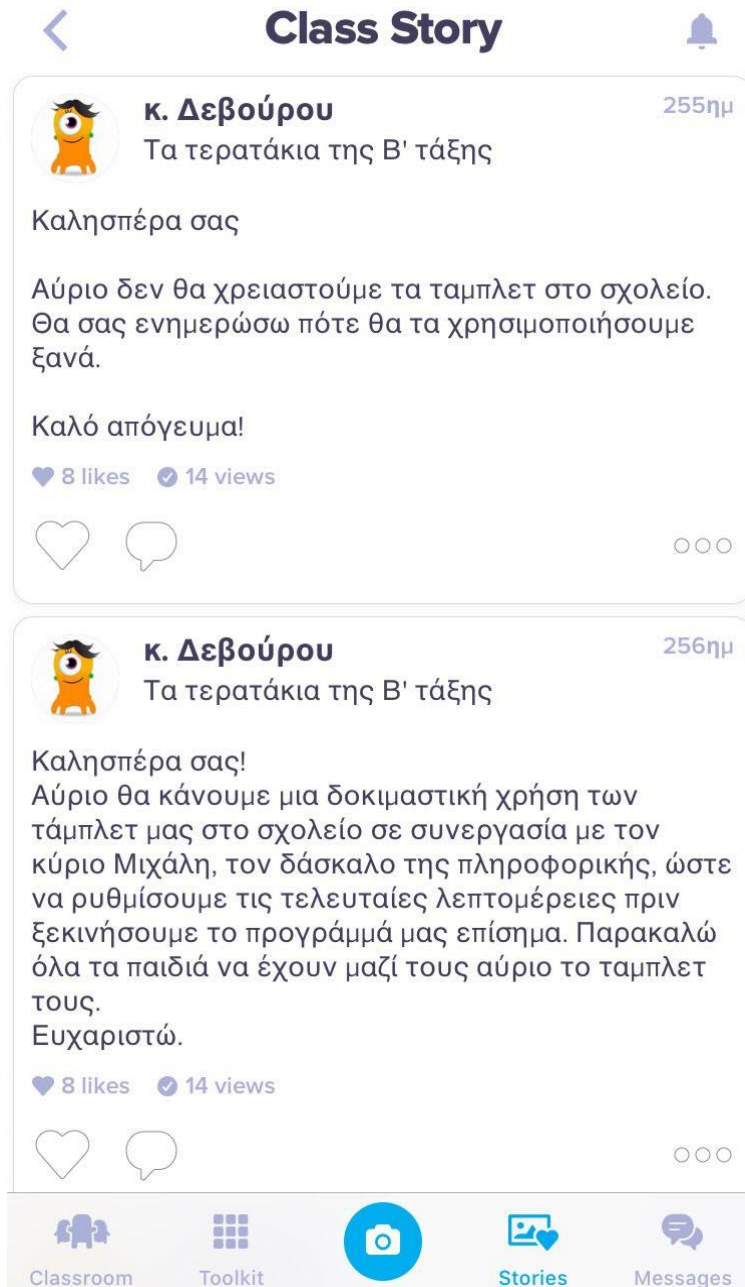 Class Story
κ. Δεβούρου
255ημ
Τα τερατάκια της Β' τάξης
Καλησπέρα σας
Αύριο δεν θα χρειαστούμε τα ταμπλετ στο σχολείο.
Θα σας ενημερώσω πότε θα τα χρησιμοποιήσουμε
ξανά.
Καλό απόγευμα!
8 likes 14 views
κ. Δεβούρου
256ημ
Τα τερατάκια της Β' τάξης
Καλησπέρα σας!
Αύριο θα κάνουμε μια δοκιμαστική χρήση των
τάμπλετ μας στο σχολείο σε συνεργασία με τον
κύριο Μιχάλη, τον δάσκαλο της πληροφορικής, ώστε
να ρυθμίσουμε τις τελευταίες λεπτομέρειες πριν
ξεκινήσουμε το προγράμμά μας επίσημα. Παρακαλώ
όλα τα παιδιά να έχουν μαζί τους αύριο το ταμπλετ
τους.
Ευχαριστώ.
8 likes 14 views
Classroom Toolkit Stories Messages